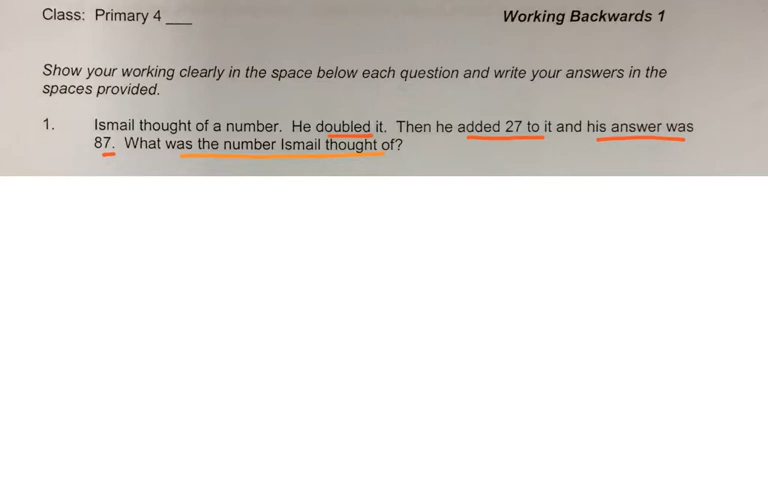 Class: Primary 4 ___ Working Backwards 1
Show your working clearly in the space below each question and write your answers in the
spaces provided.
1. Ismail thought of a number. He doubled it. Then he added 27 to it and his answer was
87. What was the number Ismail thought of?